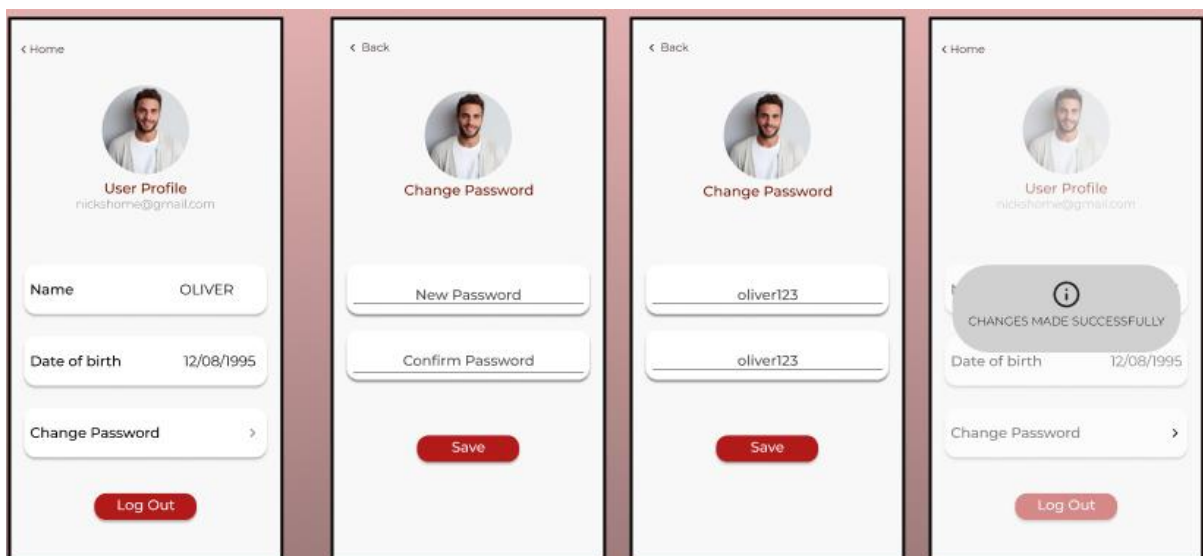 < Home
User Profile
nickshome@gmail.com
Name OLIVER
Date of birth 12/08/1995
Change Password >
Log Out
< Back
Change Password
New Password
Confirm Password
Save
< Back
Change Password
oliver123
oliver123
Save
< Home
User Profile
nickshome@gmail.com
CHANGES MADE SUCCESSFULLY
Date of birth 12/08/1995
Change Password >
Log Out